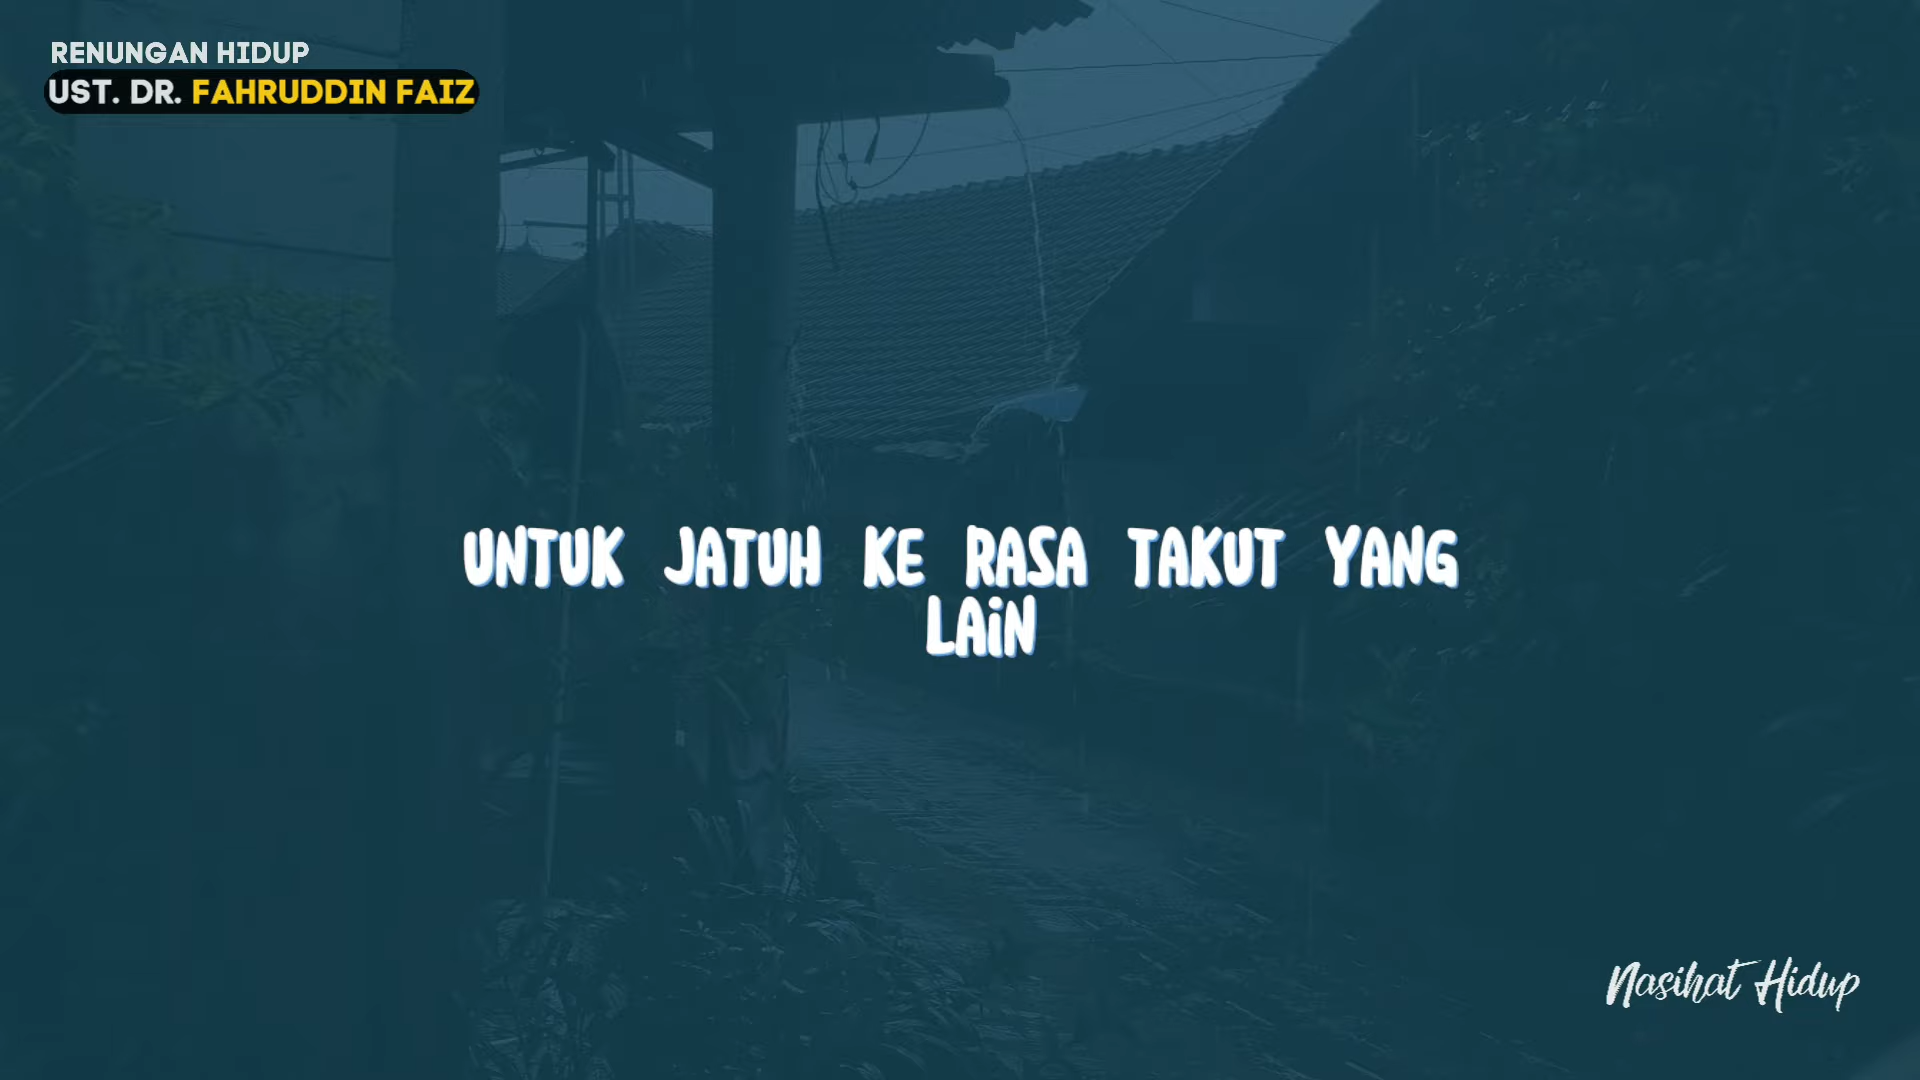 RENUNGAN HIDUP
UST. DR. FAHRUDDIN FAIZ
UNTUK JATUH KE RASA TAKUT YANG
LAIN
Nasihat Hidup